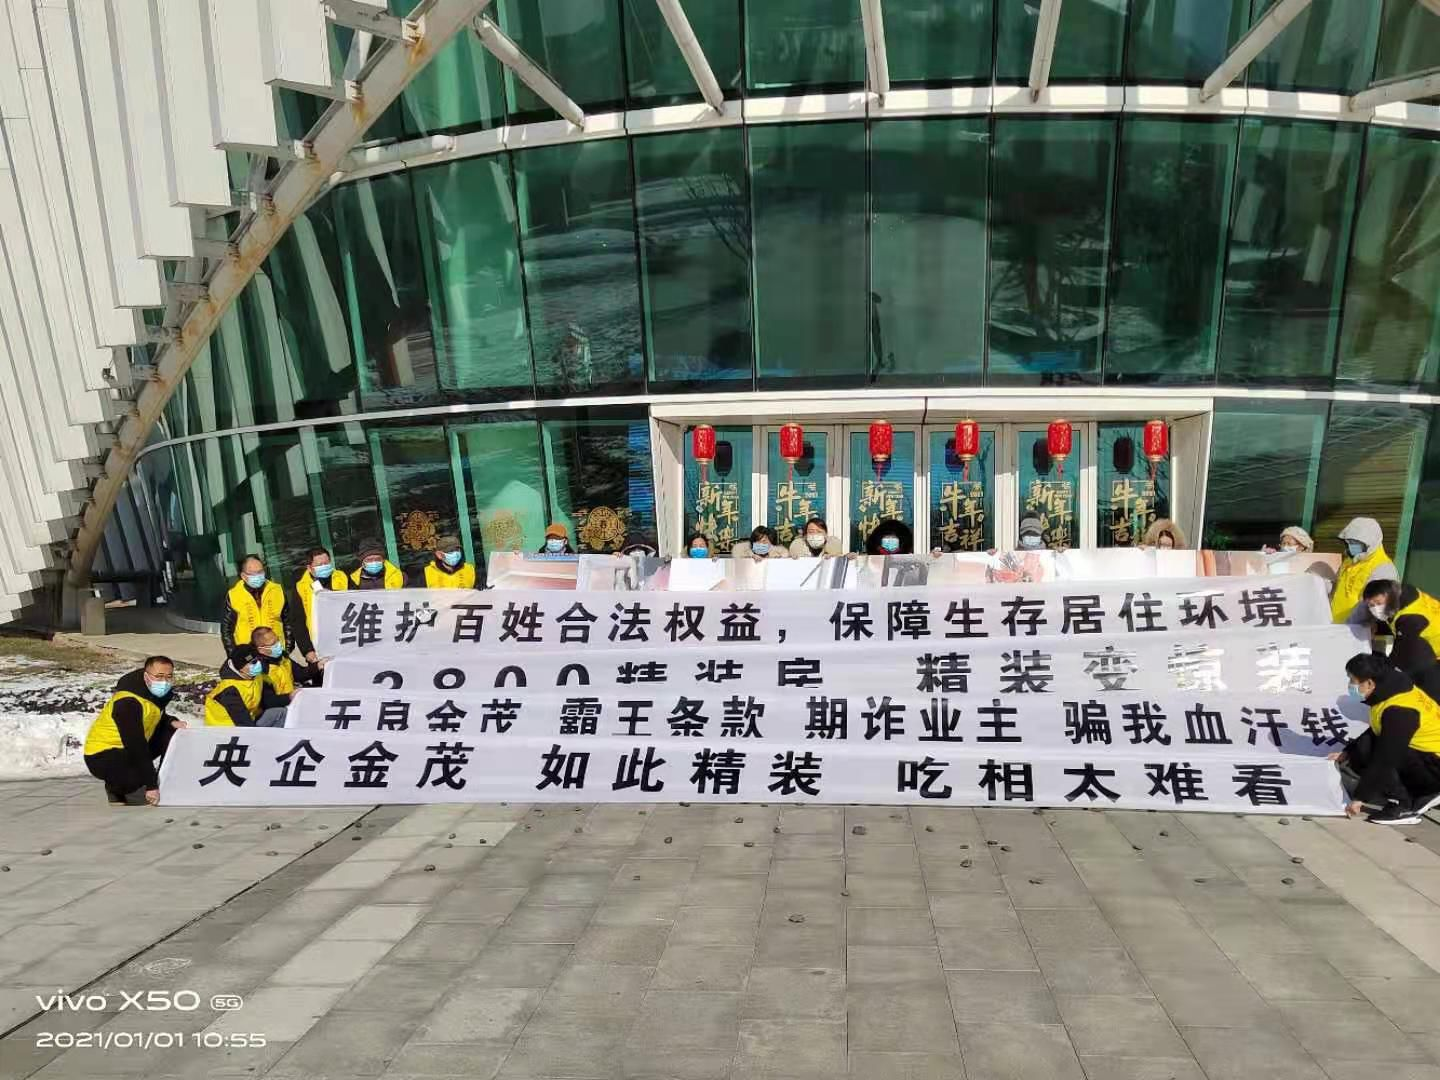 新年快樂
牛年吉祥
新年快樂
牛年吉祥
新年快樂
牛年吉祥
维护百姓合法权益，保障生存居住环境
2800精装房 精装变惊装
无良金茂 霸王条款 期诈业主 骗我血汗钱
央企金茂 如此精装 吃相太难看
vivo X50 5G
2021/01/01 10:55